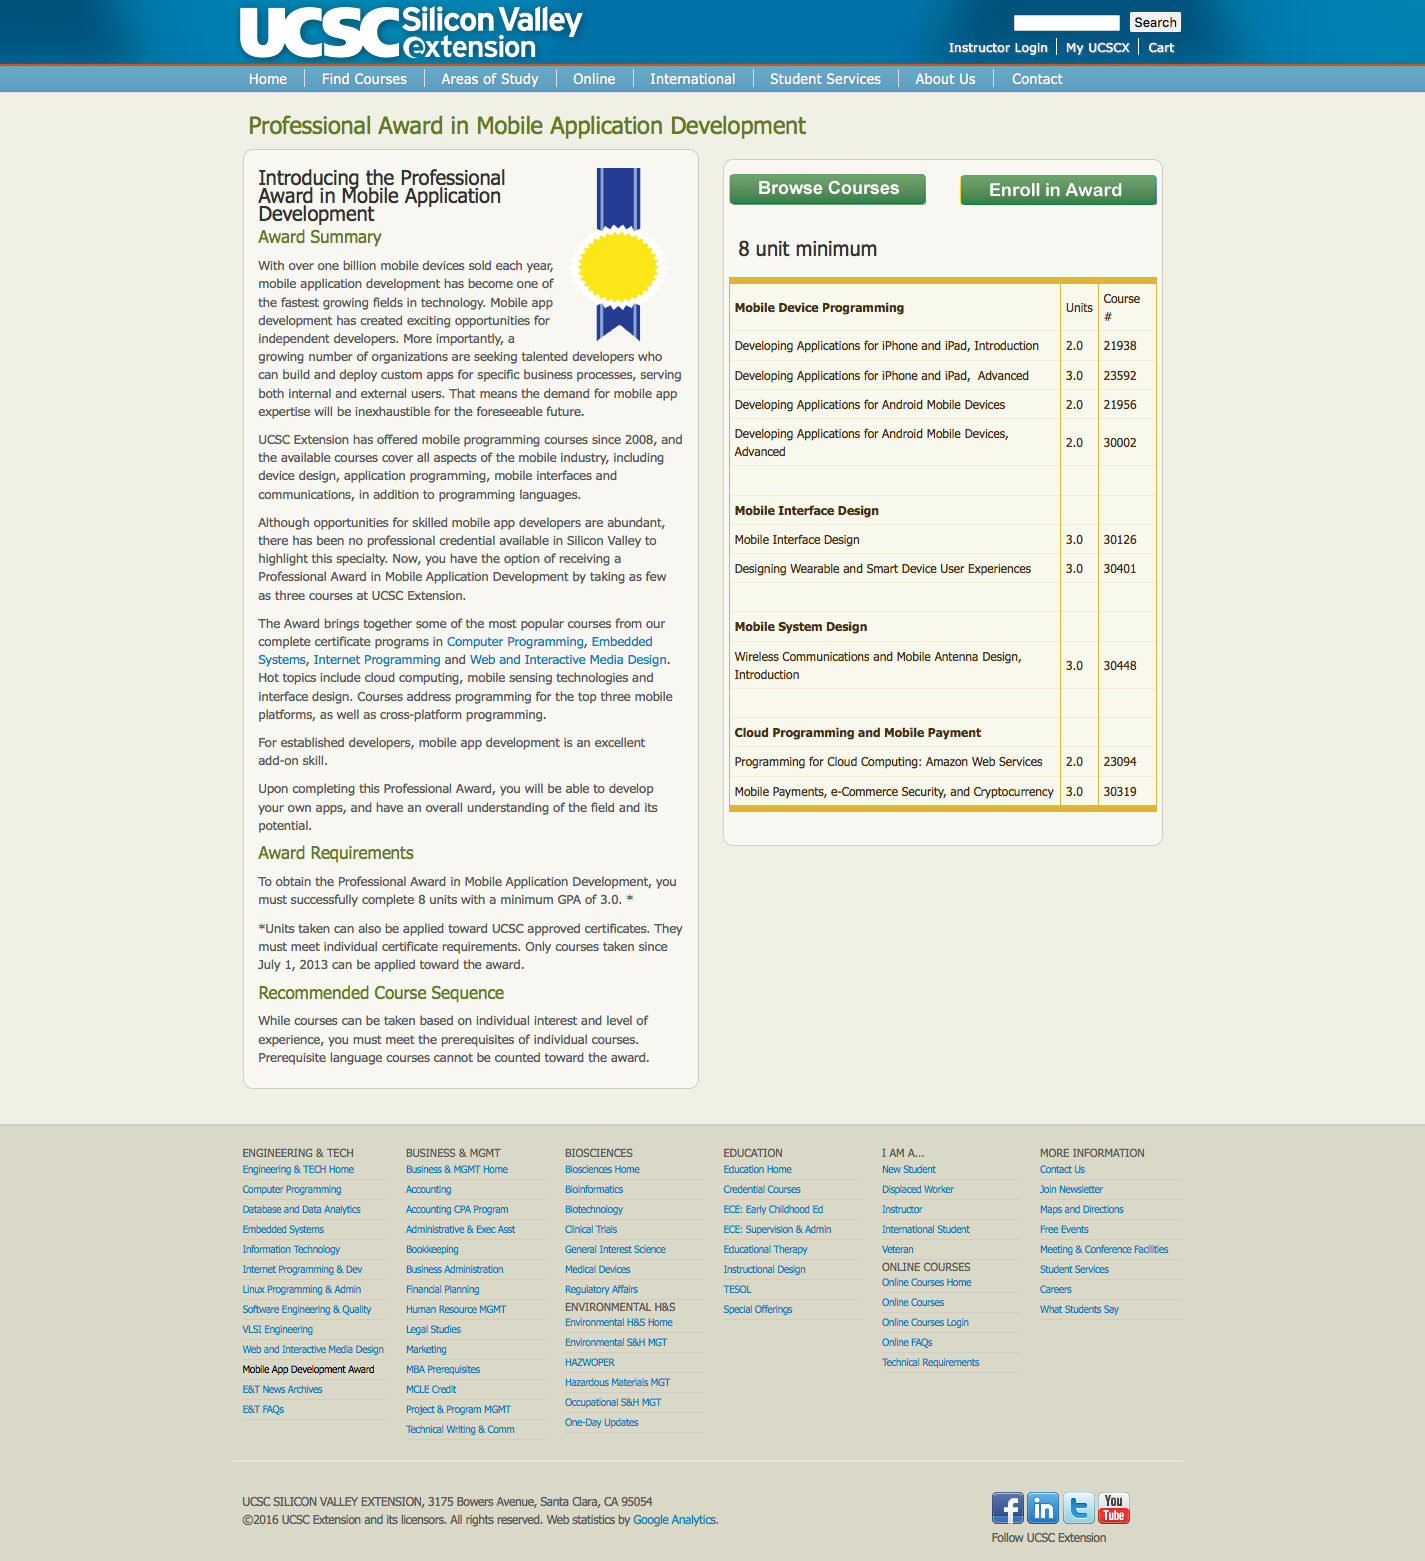 UCSC Silicon Valley
extension
Search
Instructor Login
My UCSCX
Cart
Home
Find Courses
Areas of Study
Online
International
Student Services
About Us
Contact
Professional Award in Mobile Application Development
Introducing the Professional
Award in Mobile Application
Development
Award Summary
With over one billion mobile devices sold each year,
mobile application development has become one of
the fastest growing fields in technology. Mobile app
development has created exciting opportunities for
independent developers. More importantly, a
growing number of organizations are seeking talented developers who
can build and deploy custom apps for specific business processes, serving
both internal and external users. That means the demand for mobile app
expertise will be inexhaustible for the foreseeable future.
UCSC Extension has offered mobile programming courses since 2008, and
the available courses cover all aspects of the mobile industry, including
device design, application programming, mobile interfaces and
communications, in addition to programming languages.
Although opportunities for skilled mobile app developers are abundant,
there has been no professional credential available in Silicon Valley to
highlight this specialty. Now, you have the option of receiving a
Professional Award in Mobile Application Development by taking as few
as three courses at UCSC Extension.
The Award brings together some of the most popular courses from our
complete certificate programs in Computer Programming, Embedded
Systems, Internet Programming and Web and Interactive Media Design.
Hot topics include cloud computing, mobile sensing technologies and
interface design. Courses address programming for the top three mobile
platforms, as well as cross-platform programming.
For established developers, mobile app development is an excellent
add-on skill.
Upon completing this Professional Award, you will be able to develop
your own apps, and have an overall understanding of the field and its
potential.
Award Requirements
To obtain the Professional Award in Mobile Application Development, you
must successfully complete 8 units with a minimum GPA of 3.0. *
*Units taken can also be applied toward UCSC approved certificates. They
must meet individual certificate requirements. Only courses taken since
July 1, 2013 can be applied toward the award.
Recommended Course Sequence
While courses can be taken based on individual interest and level of
experience, you must meet the prerequisites of individual courses.
Prerequisite language courses cannot be counted toward the award.
Browse Courses
Enroll in Award
8 unit minimum
Mobile Device Programming Units Course
#
Developing Applications for iPhone and iPad, Introduction 2.0 21938
Developing Applications for iPhone and iPad, Advanced 3.0 23592
Developing Applications for Android Mobile Devices 2.0 21956
Developing Applications for Android Mobile Devices,
Advanced 2.0 30002
Mobile Interface Design
Mobile Interface Design 3.0 30126
Designing Wearable and Smart Device User Experiences 3.0 30401
Mobile System Design
Wireless Communications and Mobile Antenna Design,
Introduction 3.0 30448
Cloud Programming and Mobile Payment
Programming for Cloud Computing: Amazon Web Services 2.0 23094
Mobile Payments, e-Commerce Security, and Cryptocurrency 3.0 30319
ENGINEERING & TECH
Engineering & TECH Home
Computer Programming
Database and Data Analytics
Embedded Systems
Information Technology
Internet Programming & Dev
Linux Programming & Admin
Software Engineering & Quality
VLSI Engineering
Web and Interactive Media Design
Mobile App Development Award
E&T News Archives
E&T FAQs
BUSINESS & MGMT
Business & MGMT Home
Accounting
Accounting CPA Program
Administrative & Exec Asst
Bookkeeping
Business Administration
Financial Planning
Human Resource MGMT
Legal Studies
Marketing
MBA Prerequisites
MCLE Credit
Project & Program MGMT
Technical Writing & Comm
BIOSCIENCES
Biosciences Home
Bioinformatics
Biotechnology
Clinical Trials
General Interest Science
Medical Devices
Regulatory Affairs
ENVIRONMENTAL H&S
Environmental H&S Home
Environmental S&H MGT
HAZWOPER
Hazardous Materials MGT
Occupational S&H MGT
One-Day Updates
EDUCATION
Education Home
Credential Courses
ECE: Early Childhood Ed
ECE: Supervision & Admin
Educational Therapy
Instructional Design
TESOL
Special Offerings
I AM A...
New Student
Displaced Worker
Instructor
International Student
Veteran
ONLINE COURSES
Online Courses Home
Online Courses
Online Courses Login
Online FAQs
Technical Requirements
MORE INFORMATION
Contact Us
Join Newsletter
Maps and Directions
Free Events
Meeting & Conference Facilities
Student Services
Careers
What Students Say
UCSC SILICON VALLEY EXTENSION, 3175 Bowers Avenue, Santa Clara, CA 95054
©2016 UCSC Extension and its licensors. All rights reserved. Web statistics by Google Analytics.
f
in
t
You
Tube
Follow UCSC Extension